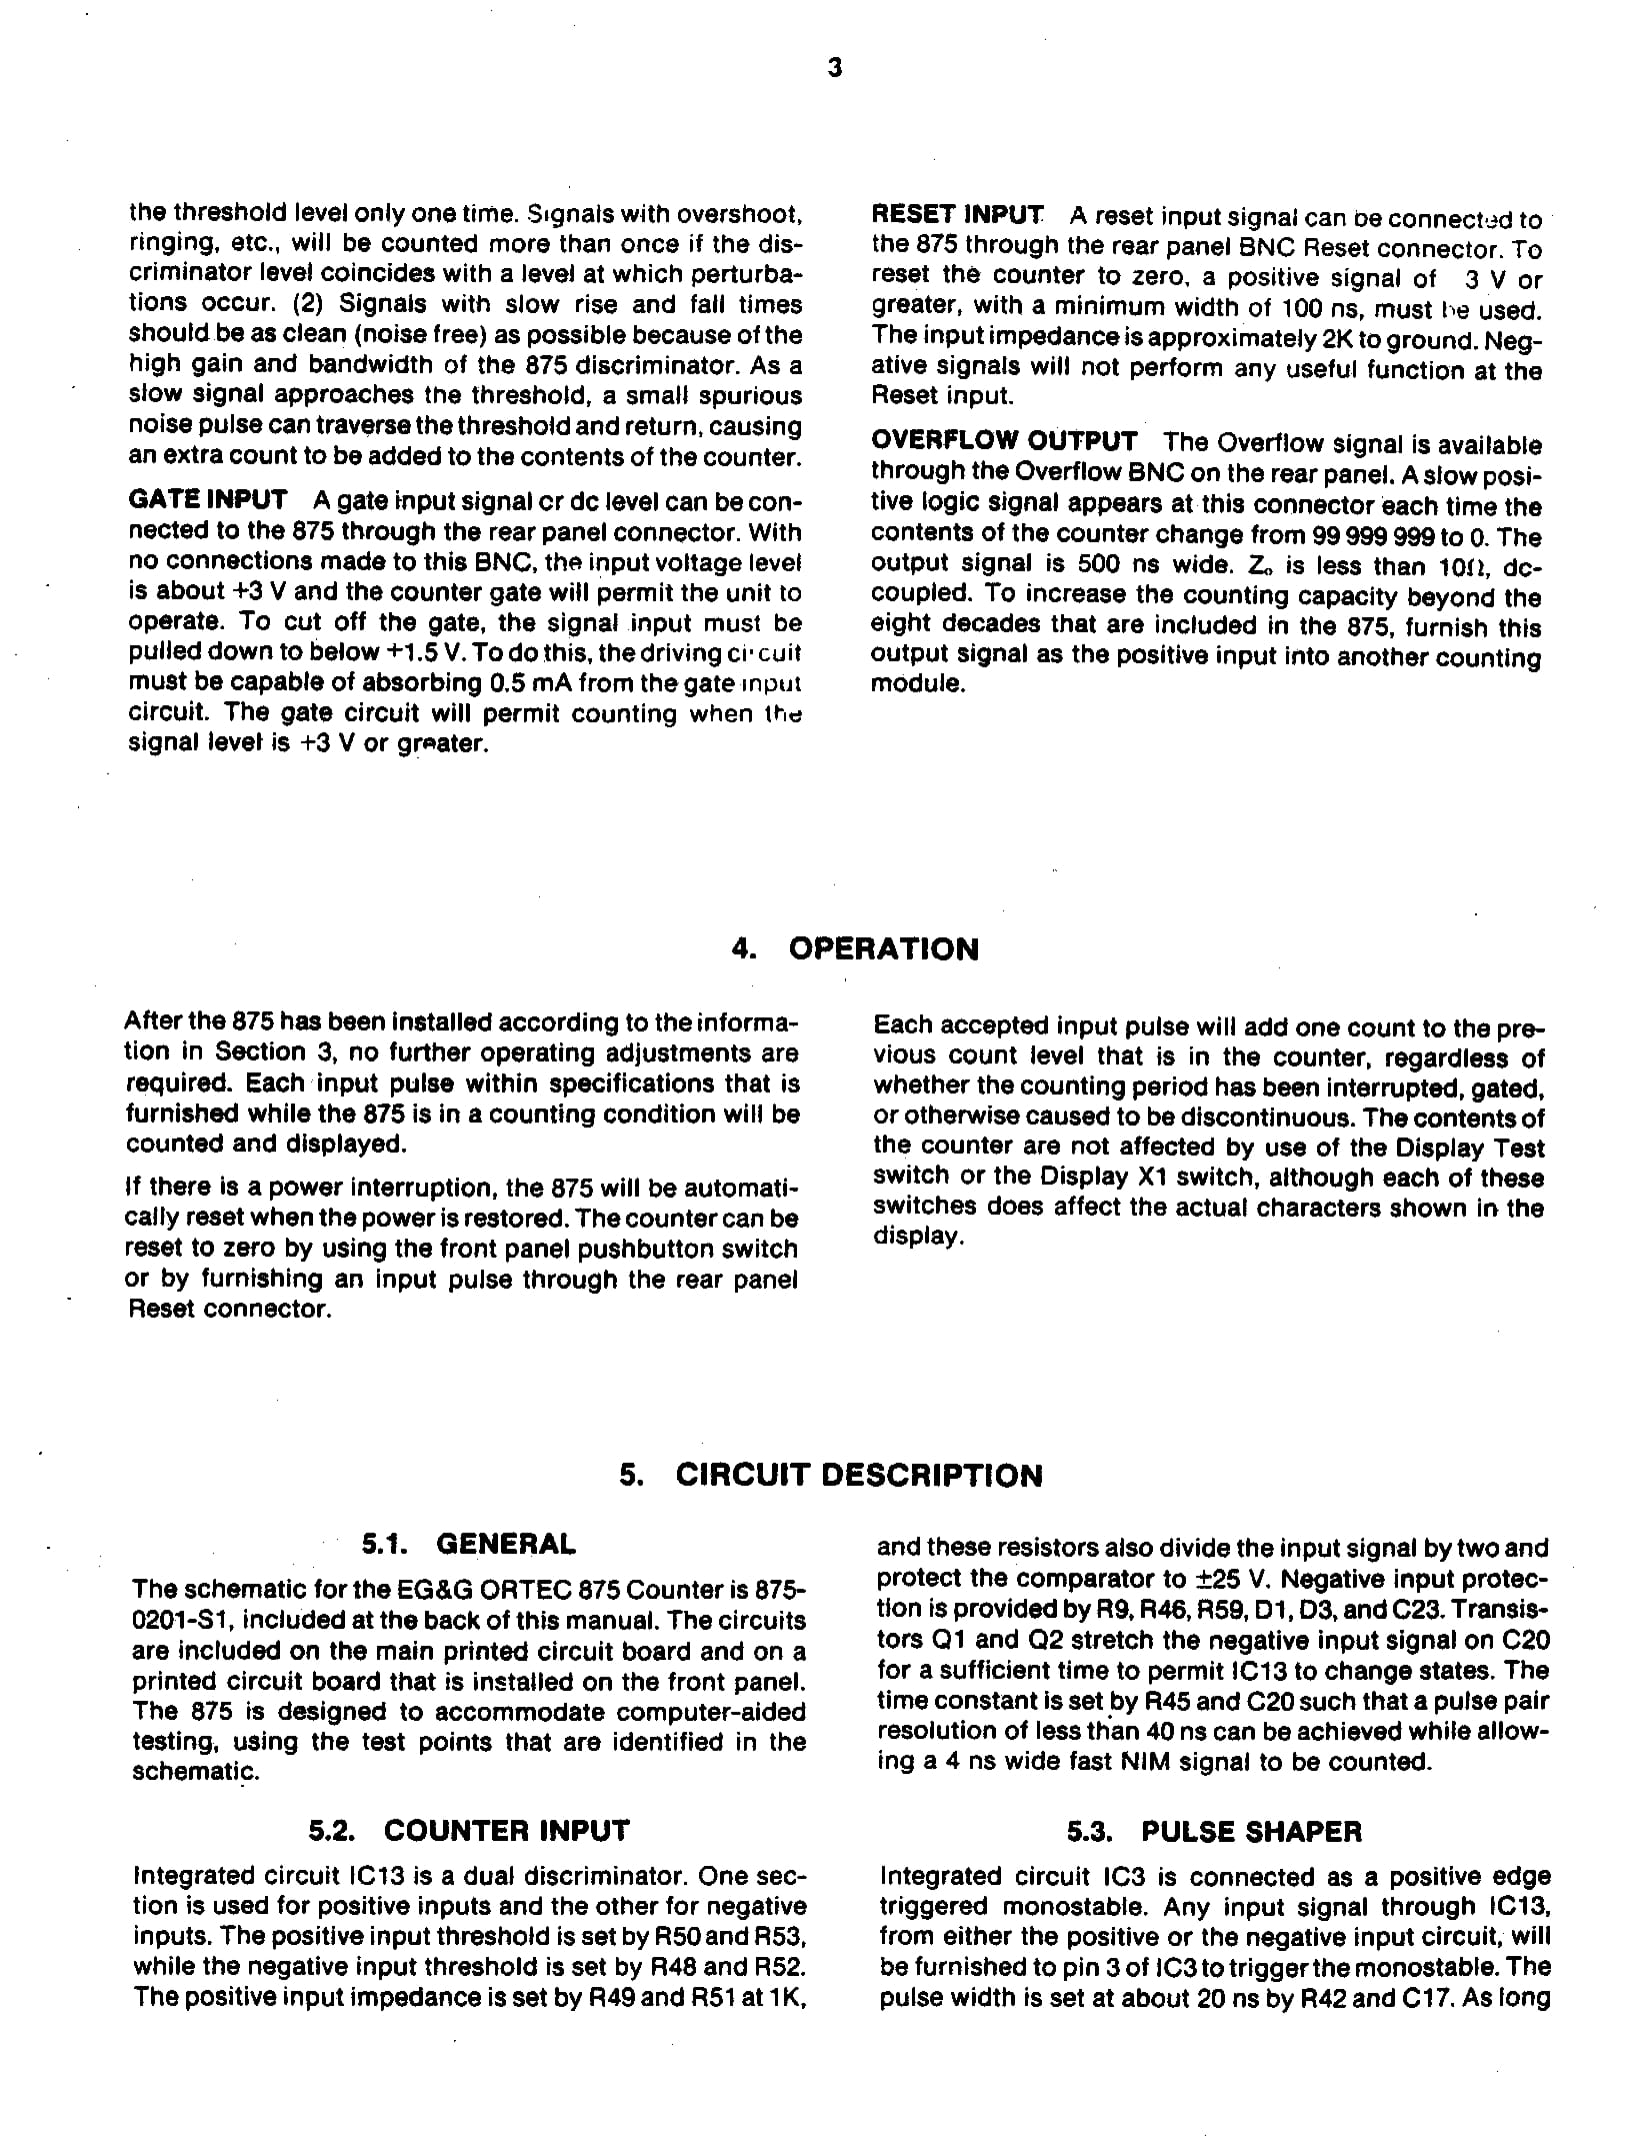 3
the threshold level only one time. Signals with overshoot,
ringing, etc., will be counted more than once if the dis-
criminator level coincides with a level at which perturba-
tions occur. (2) Signals with slow rise and fall times
should be as clean (noise free) as possible because of the
high gain and bandwidth of the 875 discriminator. As a
slow signal approaches the threshold, a small spurious
noise pulse can traverse the threshold and return, causing
an extra count to be added to the contents of the counter.
GATE INPUT A gate input signal or dc level can be con-
nected to the 875 through the rear panel connector. With
no connections made to this BNC, the input voltage level
is about +3 V and the counter gate will permit the unit to
operate. To cut off the gate, the signal input must be
pulled down to below +1.5 V. To do this, the driving circuit
must be capable of absorbing 0.5 mA from the gate input
circuit. The gate circuit will permit counting when the
signal level is +3 V or greater.
RESET INPUT A reset input signal can be connected to
the 875 through the rear panel BNC Reset connector. To
reset the counter to zero, a positive signal of 3 V or
greater, with a minimum width of 100 ns, must be used.
The input impedance is approximately 2K to ground. Neg-
ative signals will not perform any useful function at the
Reset input.
OVERFLOW OUTPUT The Overflow signal is available
through the Overflow BNC on the rear panel. A slow posi-
tive logic signal appears at this connector each time the
contents of the counter change from 99 999 999 to 0. The
output signal is 500 ns wide. Zₒ is less than 10Ω, dc-
coupled. To increase the counting capacity beyond the
eight decades that are included in the 875, furnish this
output signal as the positive input into another counting
module.
4. OPERATION
After the 875 has been installed according to the informa-
tion in Section 3, no further operating adjustments are
required. Each input pulse within specifications that is
furnished while the 875 is in a counting condition will be
counted and displayed.
If there is a power interruption, the 875 will be automati-
cally reset when the power is restored. The counter can be
reset to zero by using the front panel pushbutton switch
or by furnishing an input pulse through the rear panel
Reset connector.
Each accepted input pulse will add one count to the pre-
vious count level that is in the counter, regardless of
whether the counting period has been interrupted, gated,
or otherwise caused to be discontinuous. The contents of
the counter are not affected by use of the Display Test
switch or the Display X1 switch, although each of these
switches does affect the actual characters shown in the
display.
5. CIRCUIT DESCRIPTION
5.1. GENERAL
The schematic for the EG&G ORTEC 875 Counter is 875-
0201-S1, included at the back of this manual. The circuits
are included on the main printed circuit board and on a
printed circuit board that is installed on the front panel.
The 875 is designed to accommodate computer-aided
testing, using the test points that are identified in the
schematic.
5.2. COUNTER INPUT
Integrated circuit IC13 is a dual discriminator. One sec-
tion is used for positive inputs and the other for negative
inputs. The positive input threshold is set by R50 and R53,
while the negative input threshold is set by R48 and R52.
The positive input impedance is set by R49 and R51 at 1K,
and these resistors also divide the input signal by two and
protect the comparator to ±25 V. Negative input protec-
tion is provided by R9, R46, R59, D1, D3, and C23. Transis-
tors Q1 and Q2 stretch the negative input signal on C20
for a sufficient time to permit IC13 to change states. The
time constant is set by R45 and C20 such that a pulse pair
resolution of less than 40 ns can be achieved while allow-
ing a 4 ns wide fast NIM signal to be counted.
5.3. PULSE SHAPER
Integrated circuit IC3 is connected as a positive edge
triggered monostable. Any input signal through IC13,
from either the positive or the negative input circuit, will
be furnished to pin 3 of IC3 to trigger the monostable. The
pulse width is set at about 20 ns by R42 and C17. As long